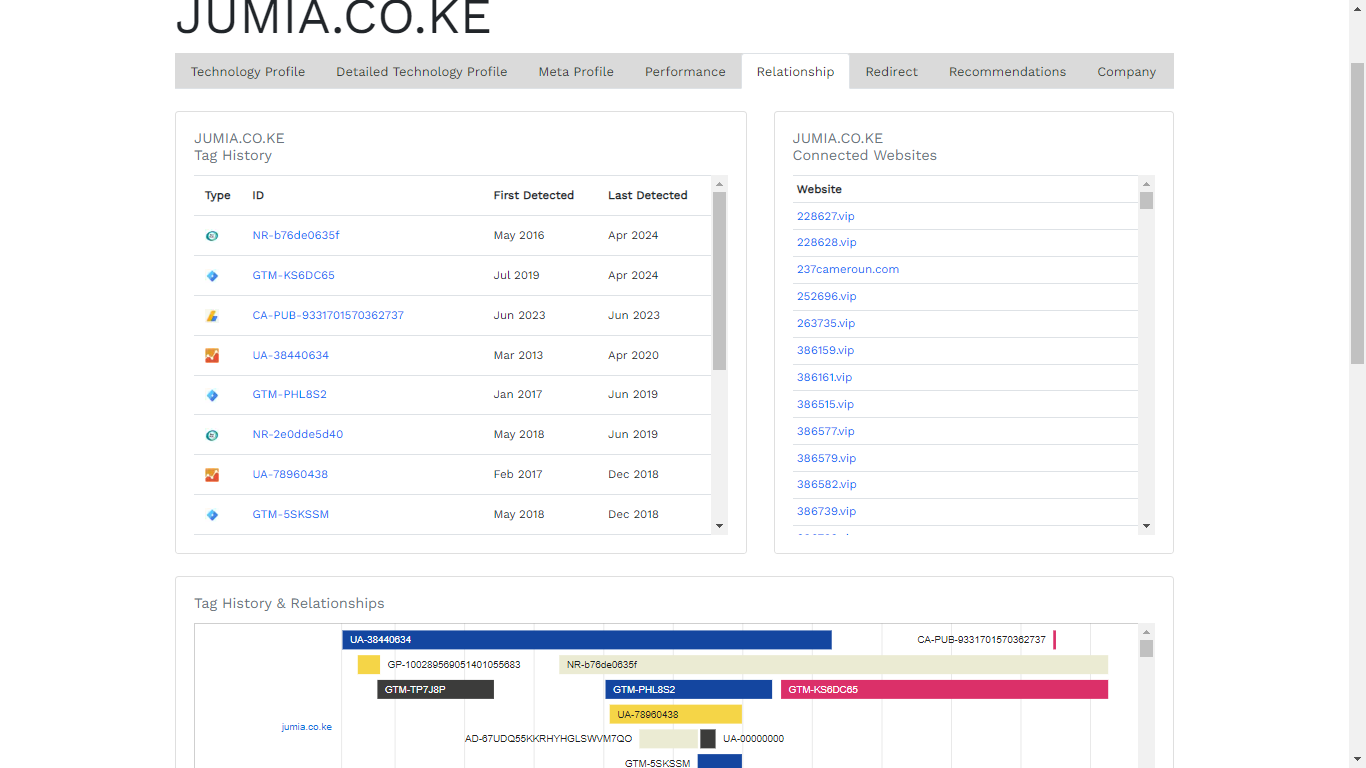 JUMIA.CO.KE
Technology Profile Detailed Technology Profile Meta Profile Performance Relationship Redirect Recommendations Company
JUMIA.CO.KE
Tag History
Type ID First Detected Last Detected
NR-b76de0635f May 2016 Apr 2024
GTM-KS6DC65 Jul 2019 Apr 2024
CA-PUB-9331701570362737 Jun 2023 Jun 2023
UA-38440634 Mar 2013 Apr 2020
GTM-PHL8S2 Jan 2017 Jun 2019
NR-2e0dde5d40 May 2018 Jun 2019
UA-78960438 Feb 2017 Dec 2018
GTM-5SKSSM May 2018 Dec 2018
JUMIA.CO.KE
Connected Websites
Website
228627.vip
228628.vip
237cameroun.com
252696.vip
263735.vip
386159.vip
386161.vip
386515.vip
386577.vip
386579.vip
386582.vip
386739.vip
Tag History & Relationships
UA-38440634 CA-PUB-9331701570362737
GP-100289569051401055683 NR-b76de0635f
GTM-TP7J8P GTM-PHL8S2 GTM-KS6DC65
UA-78960438
jumia.co.ke
AD-67UDQ55KKRHYHGLSWVM7QO UA-00000000
GTM-5SKSSM